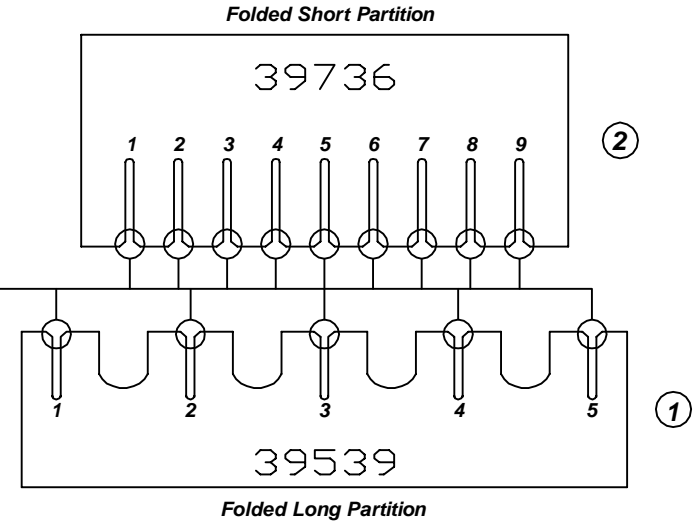 Folded Short Partition
39736
1 2 3 4 5 6 7 8 9
2
1 2 3 4 5
1
39539
Folded Long Partition